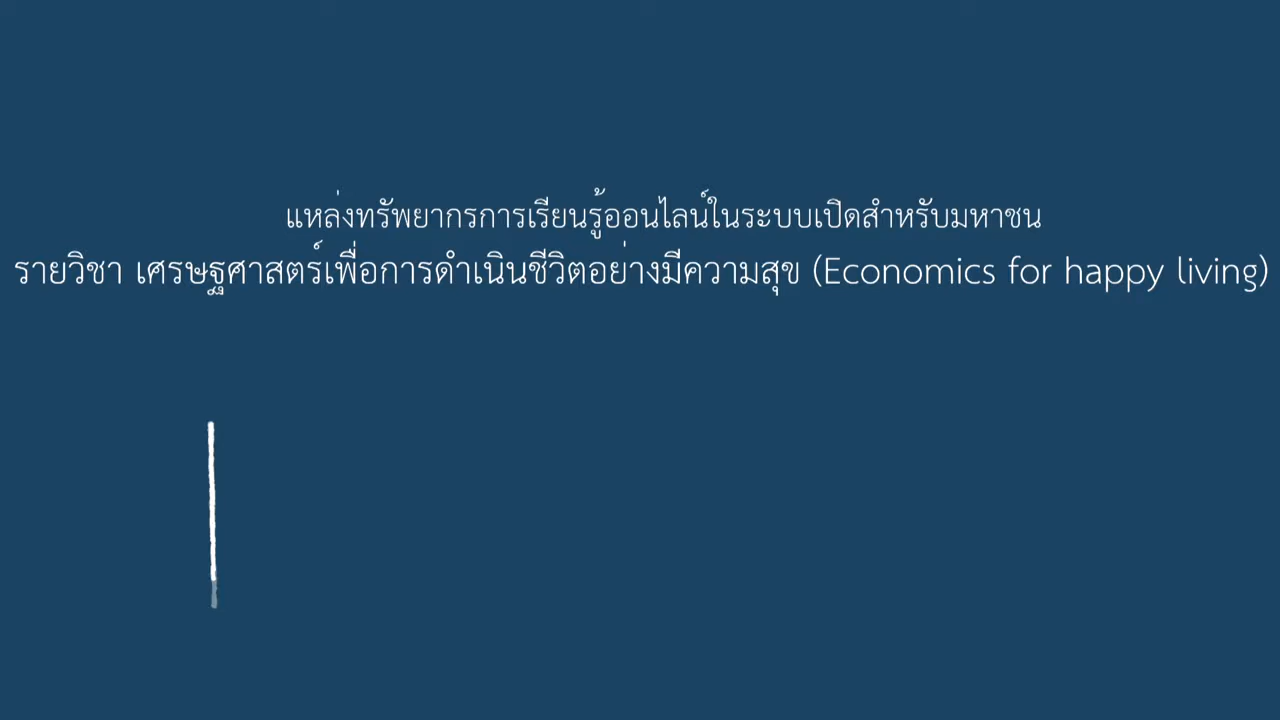 แหล่งทรัพยากรการเรียนรู้ออนไลน์ในระบบเปิดสำหรับมหาชน
รายวิชา เศรษฐศาสตร์เพื่อการดำเนินชีวิตอย่างมีความสุข (Economics for happy living)